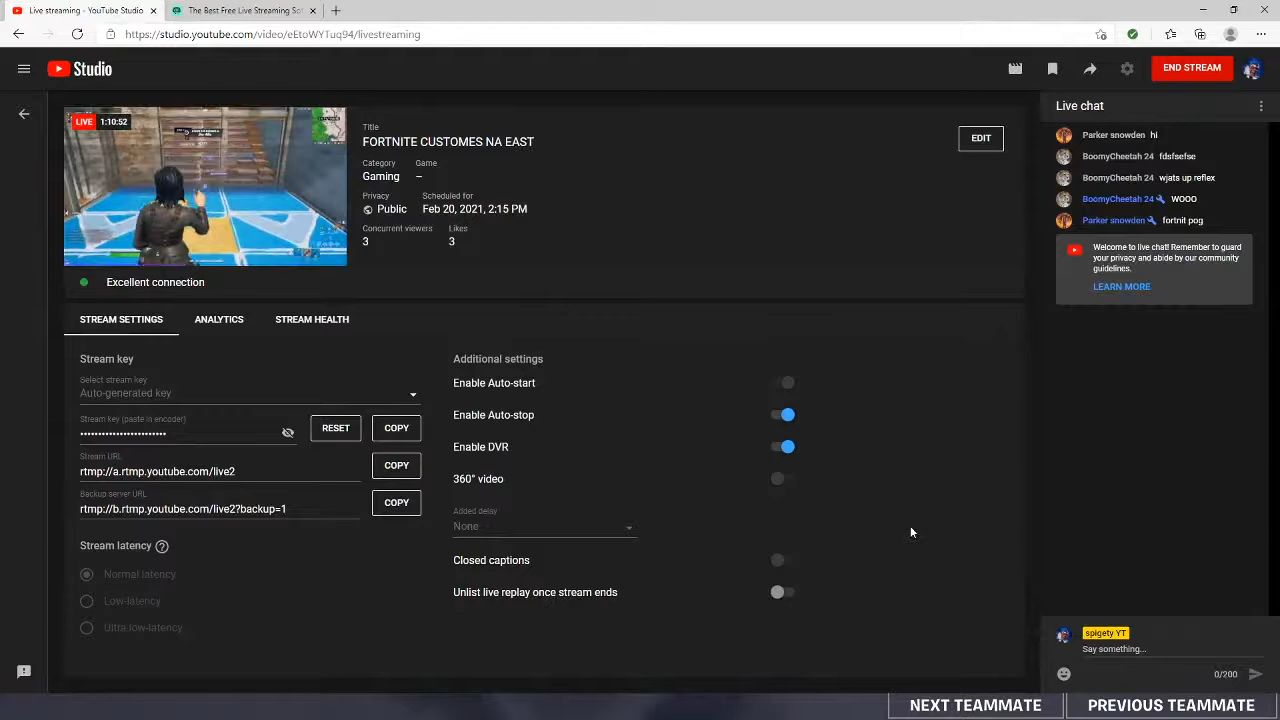 Live streaming - YouTube Studio
The Best Free Live Streaming Sof
https://studio.youtube.com/video/eEtoWYTuq94/livestreaming
Studio
END STREAM
LIVE 1:10:52
Title
FORTNITE CUSTOMES NA EAST
EDIT
Category Game
Gaming –
Privacy Scheduled for
Public Feb 20, 2021, 2:15 PM
Concurrent viewers Likes
3 3
Excellent connection
STREAM SETTINGS ANALYTICS STREAM HEALTH
Stream key
Select stream key
Auto-generated key
Stream key (paste in encoder)
RESET COPY
Stream URL
rtmp://a.rtmp.youtube.com/live2
COPY
Backup server URL
rtmp://b.rtmp.youtube.com/live2?backup=1
COPY
Stream latency
Normal latency
Low-latency
Ultra low-latency
Additional settings
Enable Auto-start
Enable Auto-stop
Enable DVR
360° video
Added delay
None
Closed captions
Unlist live replay once stream ends
Live chat
Parker snowden hi
BoomyCheetah 24 fdsfsefse
BoomyCheetah 24 wjats up reflex
BoomyCheetah 24 WOOO
Parker snowden fortnit pog
Welcome to live chat! Remember to guard
your privacy and abide by our community
guidelines.
LEARN MORE
spigety YT
Say something...
0/200
NEXT TEAMMATE PREVIOUS TEAMMATE